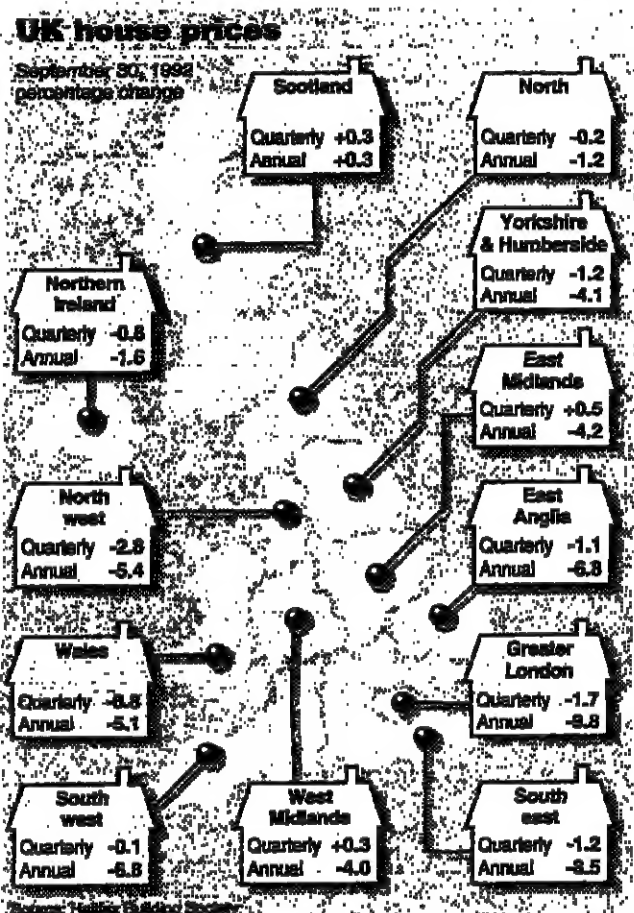 UK house prices
September 30, 1992
percentage change
Scotland
Quarterly +0.3
Annual +0.3
North
Quarterly -0.2
Annual -1.2
Yorkshire
& Humberside
Quarterly -1.2
Annual -4.1
Northern
Ireland
Quarterly
Annual -1.6
East
Midlands
Quarterly +0.5
Annual -4.2
North
west
Quarterly -2.8
Annual -5.4
East
Anglia
Quarterly -1.1
Annual -6.8
Wales
Quarterly
Annual -5.1
Greater
London
Quarterly -1.7
Annual -9.8
South
west
Quarterly -0.1
Annual -6.8
West
Midlands
Quarterly +0.3
Annual -4.0
South
east
Quarterly -1.2
Annual -8.5
Source: Halifax Building Society